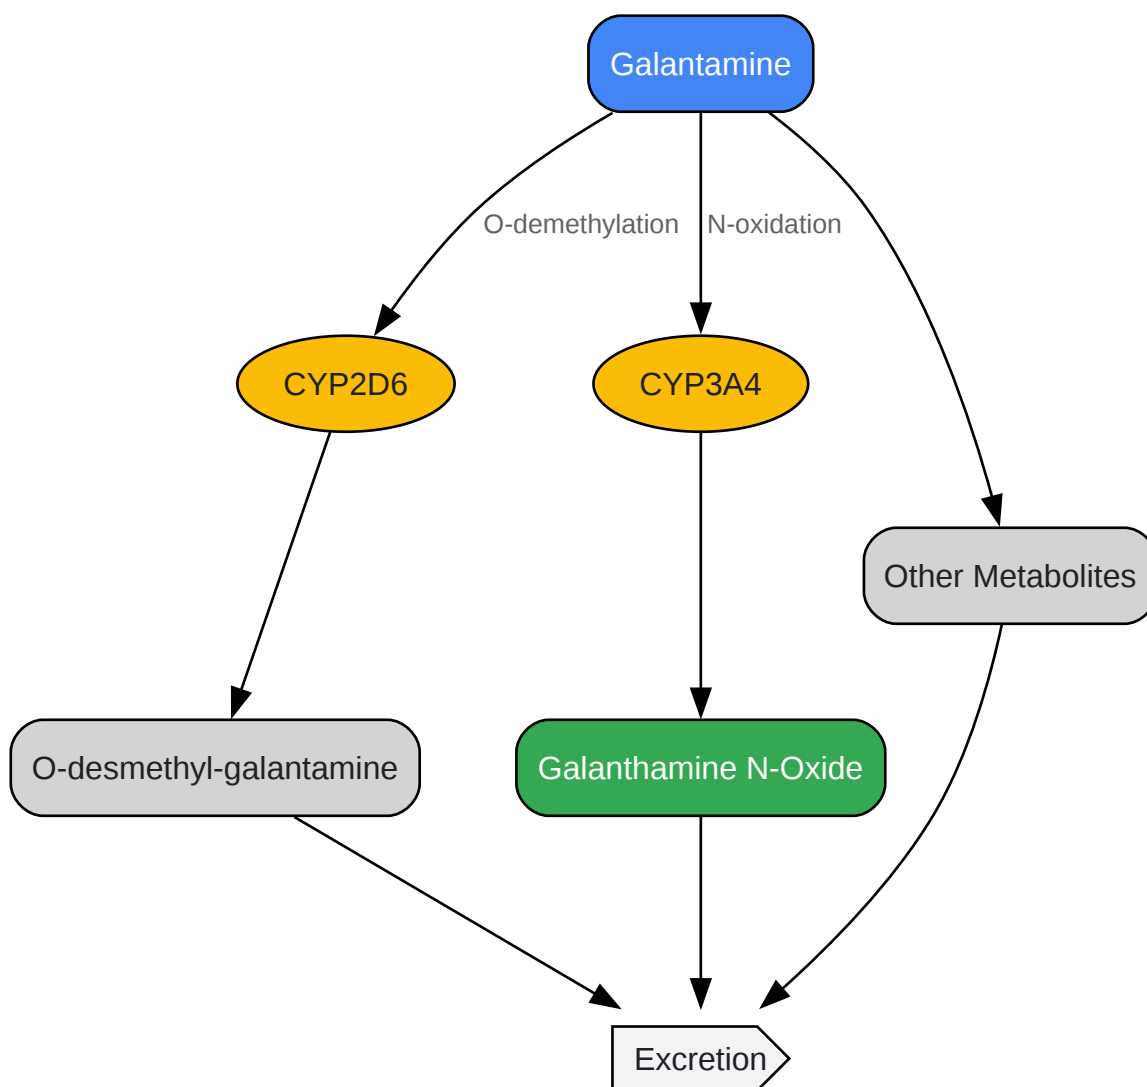 Galantamine
O-demethylation
N-oxidation
CYP2D6
CYP3A4
Other Metabolites
O-desmethyl-galantamine
Galanthamine N-Oxide
Excretion